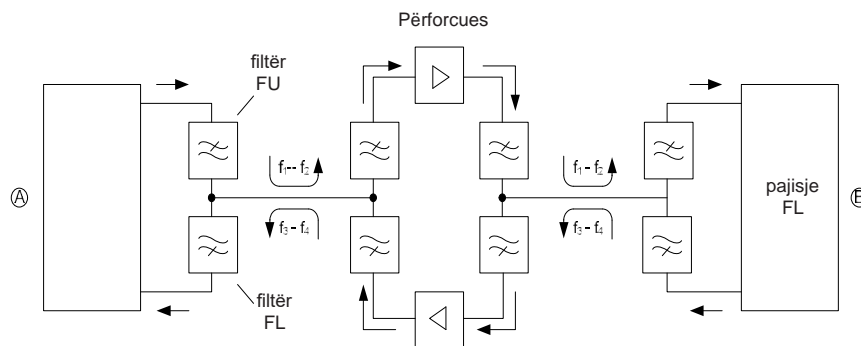 Përforcues
filtër
FU
f₁-- f₂
f₁ - f₂
A
pajisje
FL
B
f₃ - f₄
f₃ - f₄
filtër
FL